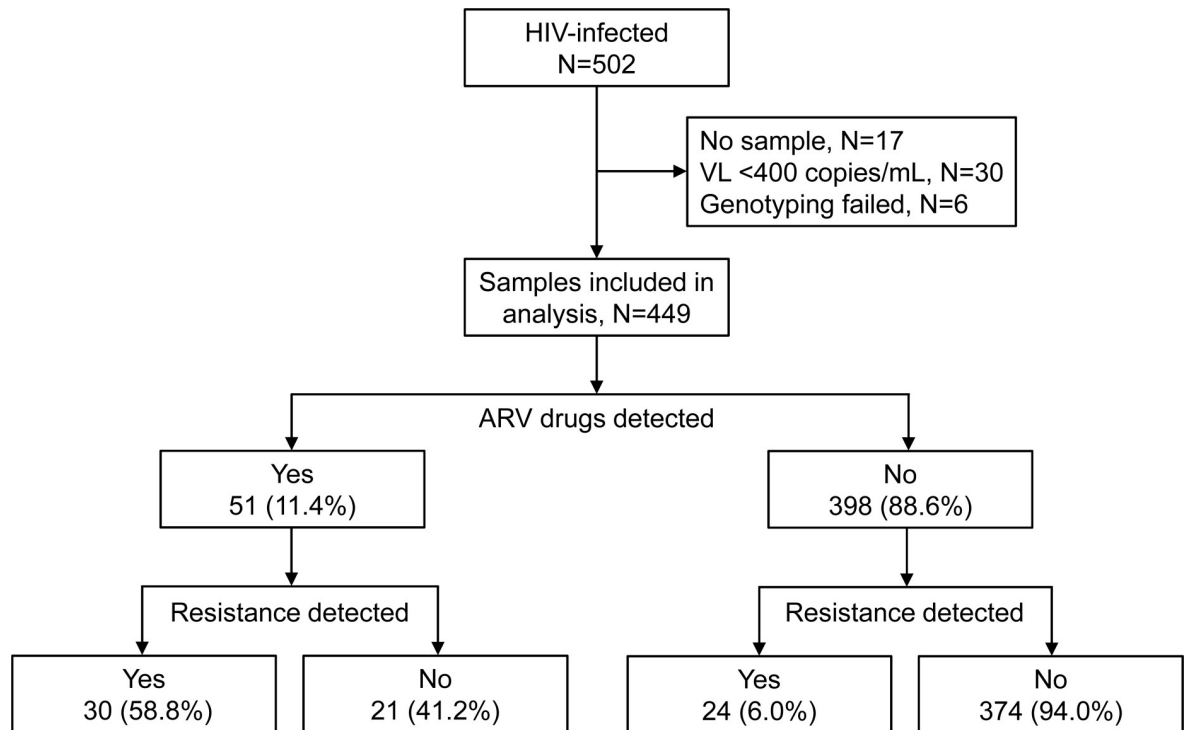 HIV-infected
N=502
No sample, N=17
VL <400 copies/mL, N=30
Genotyping failed, N=6
Samples included in
analysis, N=449
ARV drugs detected
Yes
51 (11.4%)
No
398 (88.6%)
Resistance detected
Resistance detected
Yes
30 (58.8%)
No
21 (41.2%)
Yes
24 (6.0%)
No
374 (94.0%)